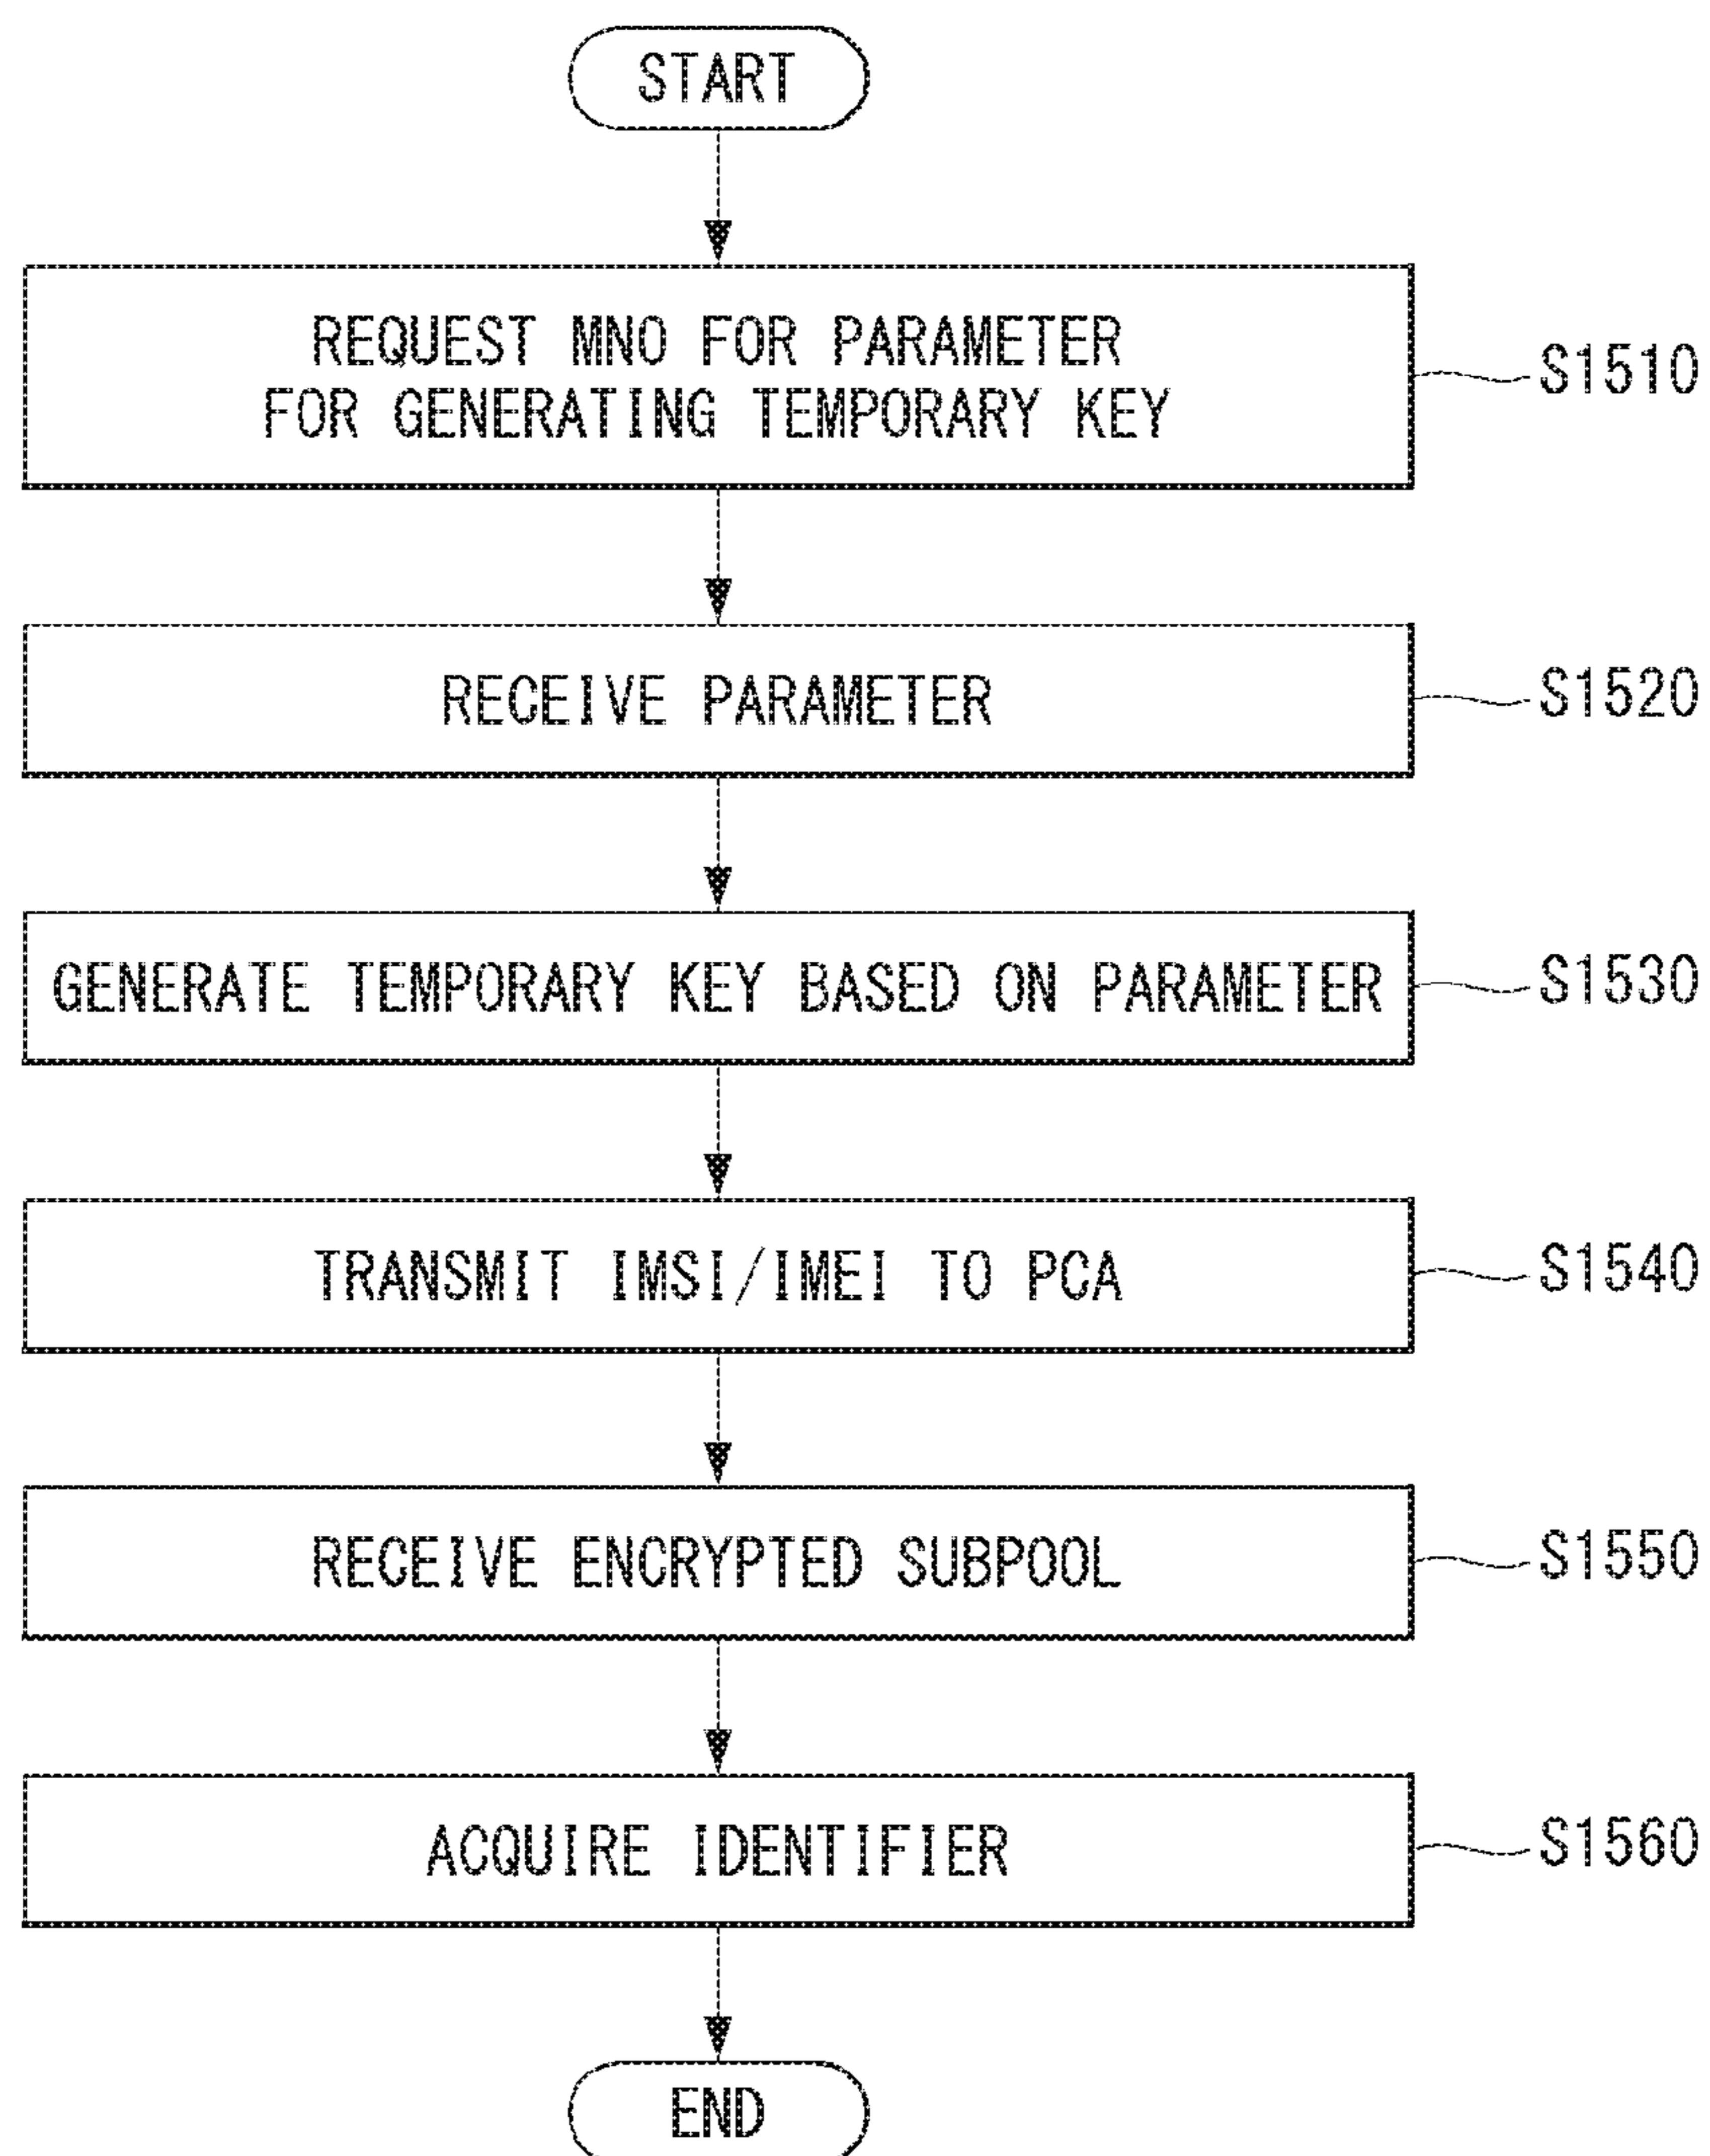 START
REQUEST MNO FOR PARAMETER
FOR GENERATING TEMPORARY KEY
S1510
RECEIVE PARAMETER
S1520
GENERATE TEMPORARY KEY BASED ON PARAMETER
S1530
TRANSMIT IMSI/IMEI TO PCA
S1540
RECEIVE ENCRYPTED SUBPOOL
S1550
ACQUIRE IDENTIFIER
S1560
END